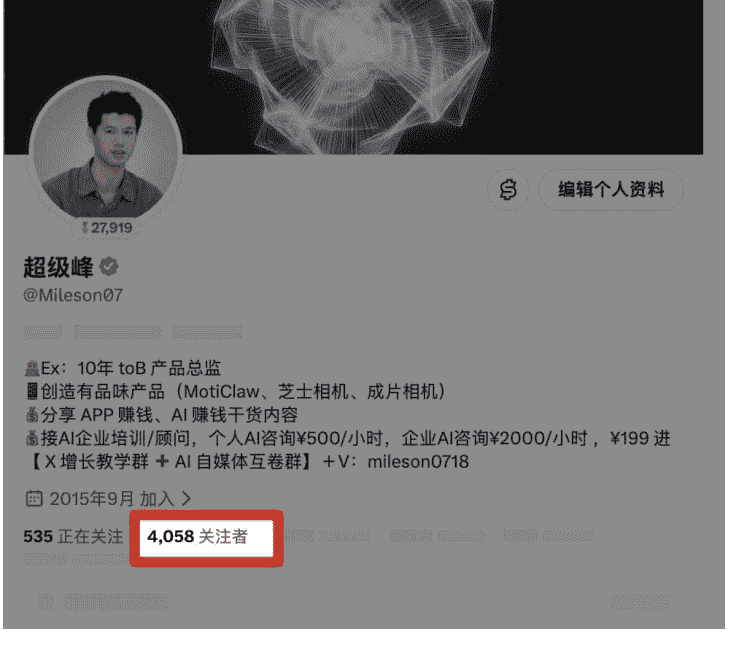 27,919
编辑个人资料
超级峰
@Mileson07
Ex：10年 toB 产品总监
创造有品味产品（MotiClaw、芝士相机、成片相机）
分享 APP 赚钱、AI 赚钱干货内容
接AI企业培训/顾问，个人AI咨询¥500/小时，企业AI咨询¥2000/小时 ，¥199 进
【 X 增长教学群 ➕ AI 自媒体互卷群】＋V：mileson0718
2015年9月 加入
535 正在关注 4,058 关注者